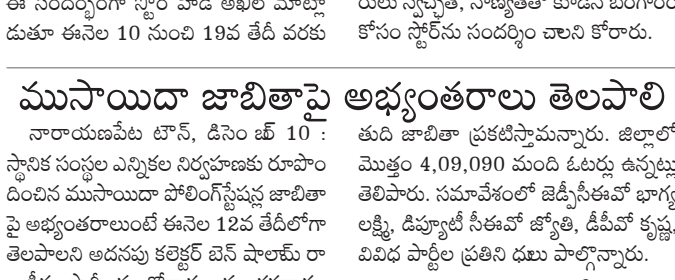 ఈ సందర్భంగా స్టోర్ హెడ్ అఖిల్ మాట్లా
డుతూ ఈనెల 10 నుంచి 19వ తేదీ వరకు
రులు స్వచ్ఛత, నాణ్యతతో కూడిన బంగారం
కోసం స్టోర్‌ను సందర్శిం చాలని కోరారు.
ముసాయిదా జాబితాపై అభ్యంతరాలు తెలపాలి
నారాయణపేట టౌన్, డిసెం బర్ 10 :
స్థానిక సంస్థల ఎన్నికల నిర్వహణకు రూపొం
దించిన ముసాయిదా పోలింగ్‌స్టేషన్ల జాబితా
పై అభ్యంతరాలుంటే ఈనెల 12వ తేదీలోగా
తెలపాలని అదనపు కలెక్టర్ బెన్ షాలమ్ రా
తుది జాబితా ప్రకటిస్తామన్నారు. జిల్లాలో
మొత్తం 4,09,090 మంది ఓటర్లు ఉన్నట్లు
తెలిపారు. సమావేశంలో జెడ్పీసీఈవో భాగ్య
లక్ష్మి, డిప్యూటీ సీఈవో జ్యోతి, డీపీవో కృష్ణ,
వివిధ పార్టీల ప్రతిని ధులు పాల్గొన్నారు.